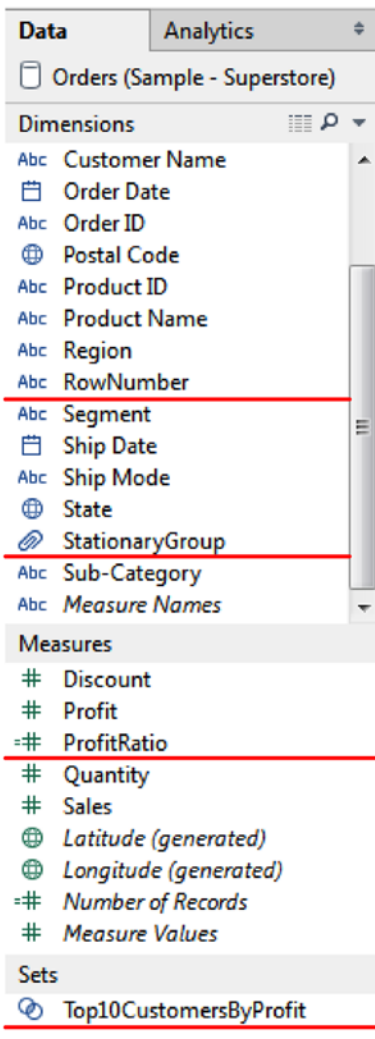 Data Analytics
Orders (Sample - Superstore)
Dimensions
Abc Customer Name
Order Date
Abc Order ID
Postal Code
Abc Product ID
Abc Product Name
Abc Region
Abc RowNumber
Abc Segment
Ship Date
Abc Ship Mode
State
StationaryGroup
Abc Sub-Category
Abc Measure Names
Measures
# Discount
# Profit
=# ProfitRatio
# Quantity
# Sales
Latitude (generated)
Longitude (generated)
=# Number of Records
# Measure Values
Sets
Top10CustomersByProfit